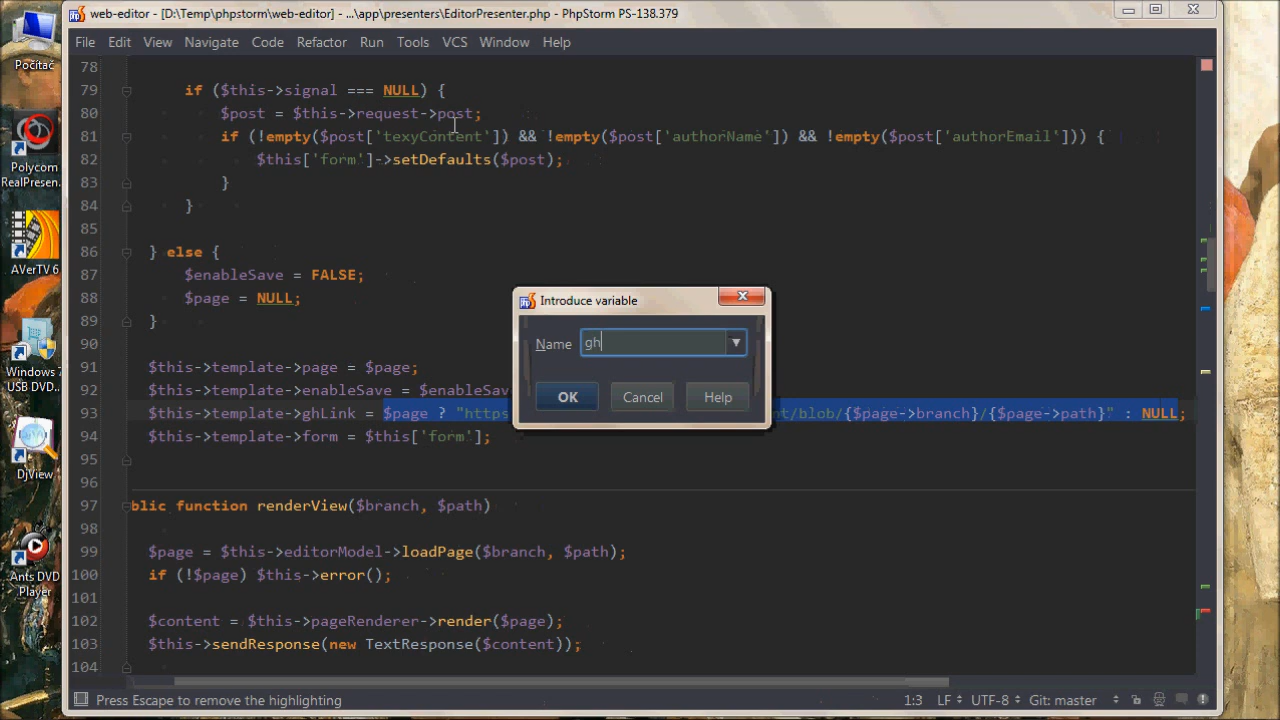 web-editor - [D:\Temp\phpstorm\web-editor] - ...\app\presenters\EditorPresenter.php - PhpStorm PS-138.379
File Edit View Navigate Code Refactor Run Tools VCS Window Help
Počítač
Polycom
RealPresen...
AVerTV 6
Windows 7
USB DVD...
DjView
Ants DVD
Player
78
79 if ($this->signal === NULL) {
80 $post = $this->request->post;
81 if (!empty($post['texyContent']) && !empty($post['authorName']) && !empty($post['authorEmail'])) {
82 $this['form']->setDefaults($post);
83 }
84 }
85
86 } else {
87 $enableSave = FALSE;
88 $page = NULL;
89 }
90
91 $this->template->page = $page;
92 $this->template->enableSave = $enableSav
93 $this->template->ghLink = $page ? "https nt/blob/{$page->branch}/{$page->path}" : NULL;
94 $this->template->form = $this['form'];
95
96
97 blic function renderView($branch, $path)
98
99 $page = $this->editorModel->loadPage($branch, $path);
100 if (!$page) $this->error();
101
102 $content = $this->pageRenderer->render($page);
103 $this->sendResponse(new TextResponse($content));
104
Introduce variable
Name gh
OK Cancel Help
Press Escape to remove the highlighting 1:3 LF UTF-8 Git: master